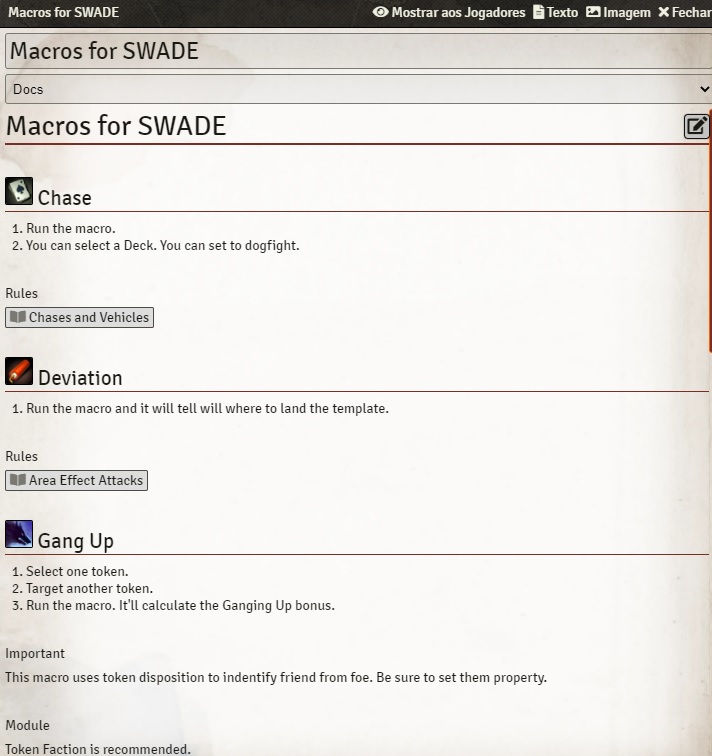 Macros for SWADE
Mostrar aos Jogadores Texto Imagem Fechar
Macros for SWADE
Docs
Macros for SWADE
Chase
1. Run the macro.
2. You can select a Deck. You can set to dogfight.
Rules
Chases and Vehicles
Deviation
1. Run the macro and it will tell will where to land the template.
Rules
Area Effect Attacks
Gang Up
1. Select one token.
2. Target another token.
3. Run the macro. It'll calculate the Ganging Up bonus.
Important
This macro uses token disposition to indentify friend from foe. Be sure to set them property.
Module
Token Faction is recommended.